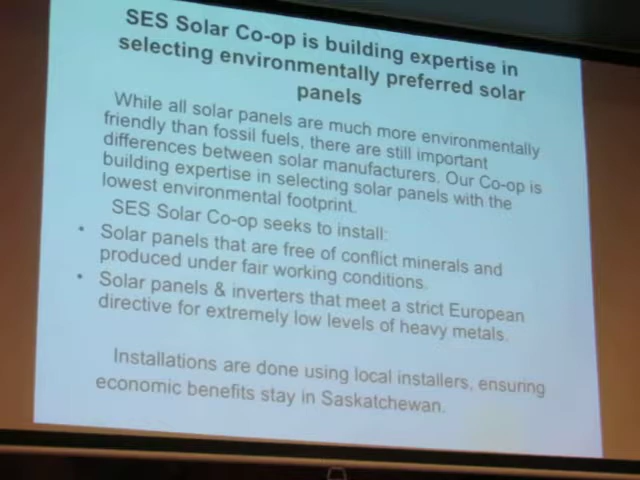 SES Solar Co-op is building expertise in
selecting environmentally preferred solar
panels
While all solar panels are much more environmentally
friendly than fossil fuels, there are still important
differences between solar manufacturers. Our Co-op is
building expertise in selecting solar panels with the
lowest environmental footprint.
SES Solar Co-op seeks to install:
• Solar panels that are free of conflict minerals and
produced under fair working conditions.
• Solar panels & inverters that meet a strict European
directive for extremely low levels of heavy metals.
Installations are done using local installers, ensuring
economic benefits stay in Saskatchewan.